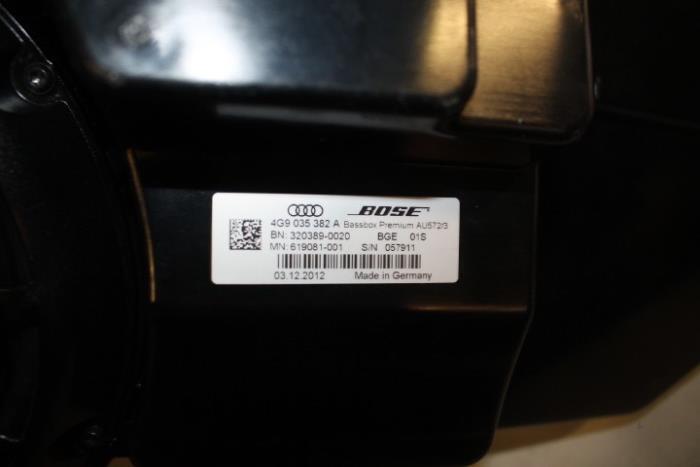 BOSE
4G9 035 382 A Bassbox Premium AU572/3
BN: 320389-0020 BGE 01S
MN: 619081-001 S/N 057911
03.12.2012 Made in Germany